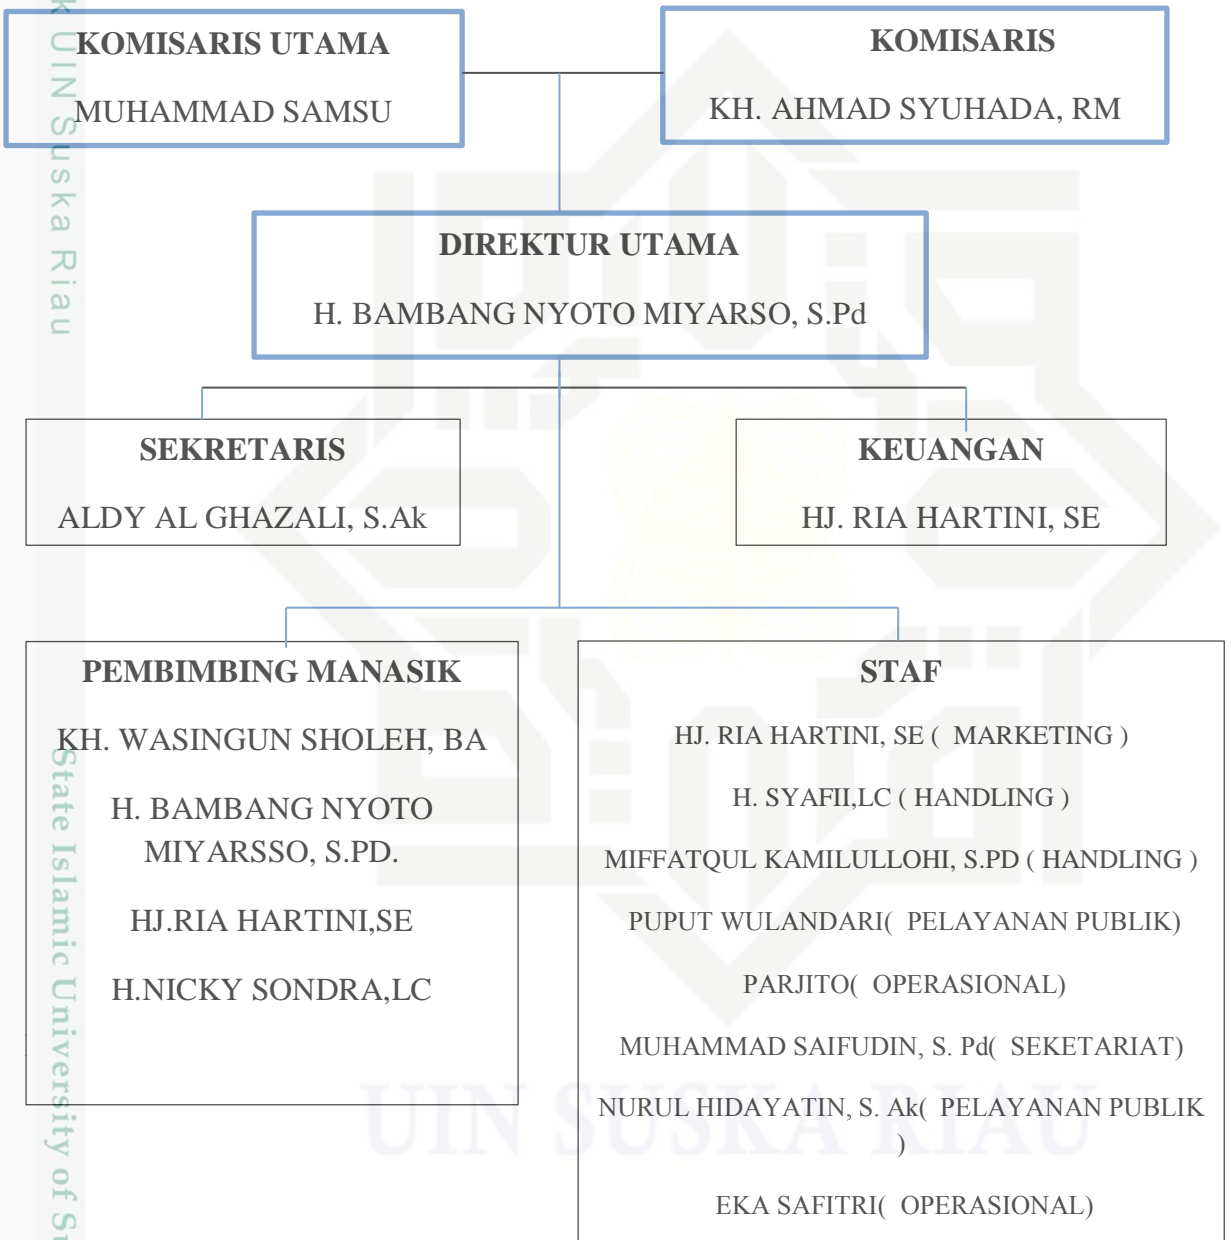 KOMISARIS UTAMA
MUHAMMAD SAMSU
KOMISARIS
KH. AHMAD SYUHADA, RM
DIREKTUR UTAMA
H. BAMBANG NYOTO MIYARSO, S.Pd
SEKRETARIS
ALDY AL GHAZALI, S.Ak
KEUANGAN
HJ. RIA HARTINI, SE
PEMBIMBING MANASIK
KH. WASINGUN SHOLEH, BA
H. BAMBANG NYOTO
MIYARSSO, S.PD.
HJ.RIA HARTINI,SE
H.NICKY SONDRA,LC
STAF
HJ. RIA HARTINI, SE ( MARKETING )
H. SYAFII,LC ( HANDLING )
MIFFATQUL KAMILULLOHI, S.PD ( HANDLING )
PUPUT WULANDARI( PELAYANAN PUBLIK)
PARJITO( OPERASIONAL)
MUHAMMAD SAIFUDIN, S. Pd( SEKETARIAT)
NURUL HIDAYATIN, S. Ak( PELAYANAN PUBLIK
)
EKA SAFITRI( OPERASIONAL)
UIN SUSKA RIAU
k UIN Suska Riau
State Islamic University of Su